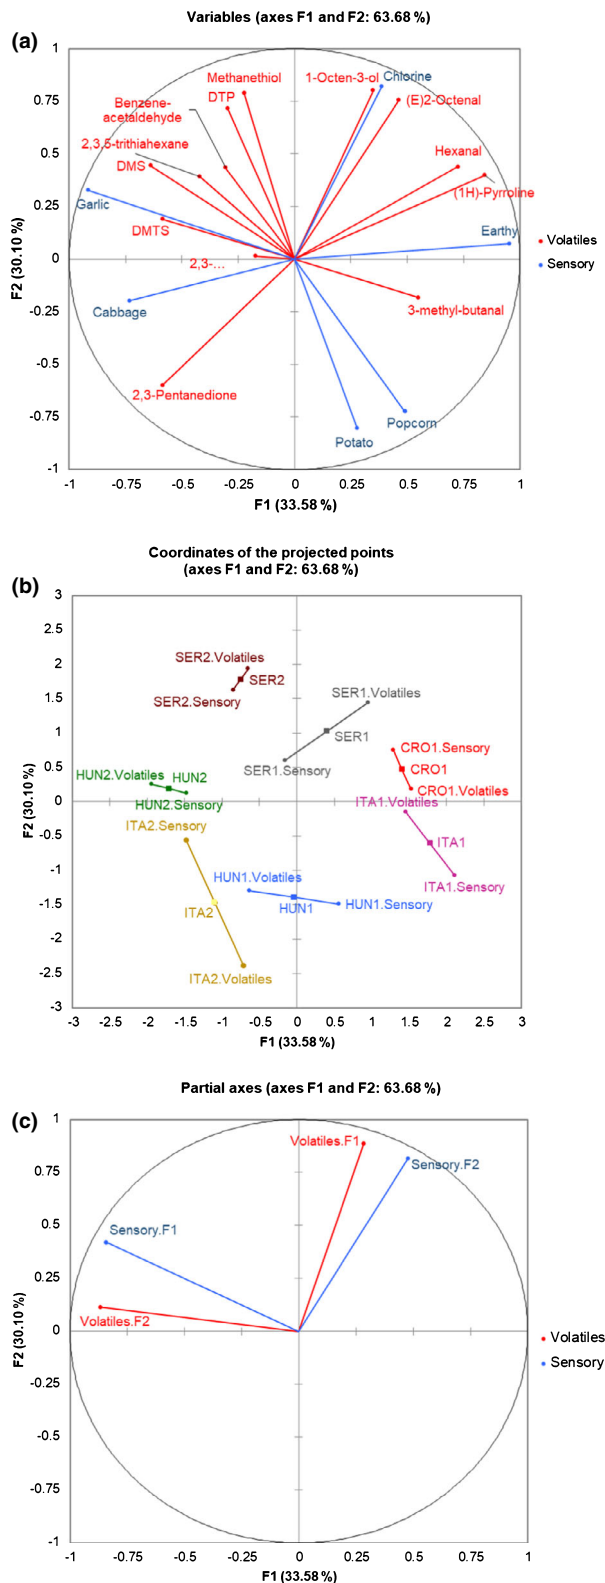 Variables (axes F1 and F2: 63.68 %)
(a)
1
0.75
0.5
0.25
0
-0.25
-0.5
-0.75
-1
F2 (30.10 %)
Methanethiol
DTP
Benzene-
acetaldehyde
2,3,5-trithiahexane
DMS
Garlic
DMTS
2,3-...
Cabbage
2,3-Pentanedione
1-Octen-3-ol
Chlorine
(E)2-Octenal
Hexanal
(1H)-Pyrroline
Earthy
3-methyl-butanal
Popcorn
Potato
Volatiles
Sensory
-1
-0.75
-0.5
-0.25
0
0.25
0.5
0.75
1
F1 (33.58 %)
Coordinates of the projected points
(axes F1 and F2: 63.68 %)
(b)
3
2.5
2
1.5
1
0.5
0
-0.5
-1
-1.5
-2
-2.5
-3
F2 (30.10 %)
SER2.Volatiles
SER2
SER2.Sensory
SER1.Volatiles
SER1
SER1.Sensory
CRO1.Sensory
CRO1
CRO1.Volatiles
HUN2.Volatiles
HUN2
HUN2.Sensory
ITA1.Volatiles
ITA1
ITA1.Sensory
ITA2.Sensory
ITA2
ITA2.Volatiles
HUN1.Volatiles
HUN1
HUN1.Sensory
-3
-2.5
-2
-1.5
-1
-0.5
0
0.5
1
1.5
2
2.5
3
F1 (33.58 %)
Partial axes (axes F1 and F2: 63.68 %)
(c)
1
0.75
0.5
0.25
0
-0.25
-0.5
-0.75
-1
F2 (30.10 %)
Volatiles.F1
Sensory.F2
Sensory.F1
Volatiles.F2
Volatiles
Sensory
-1
-0.75
-0.5
-0.25
0
0.25
0.5
0.75
1
F1 (33.58 %)